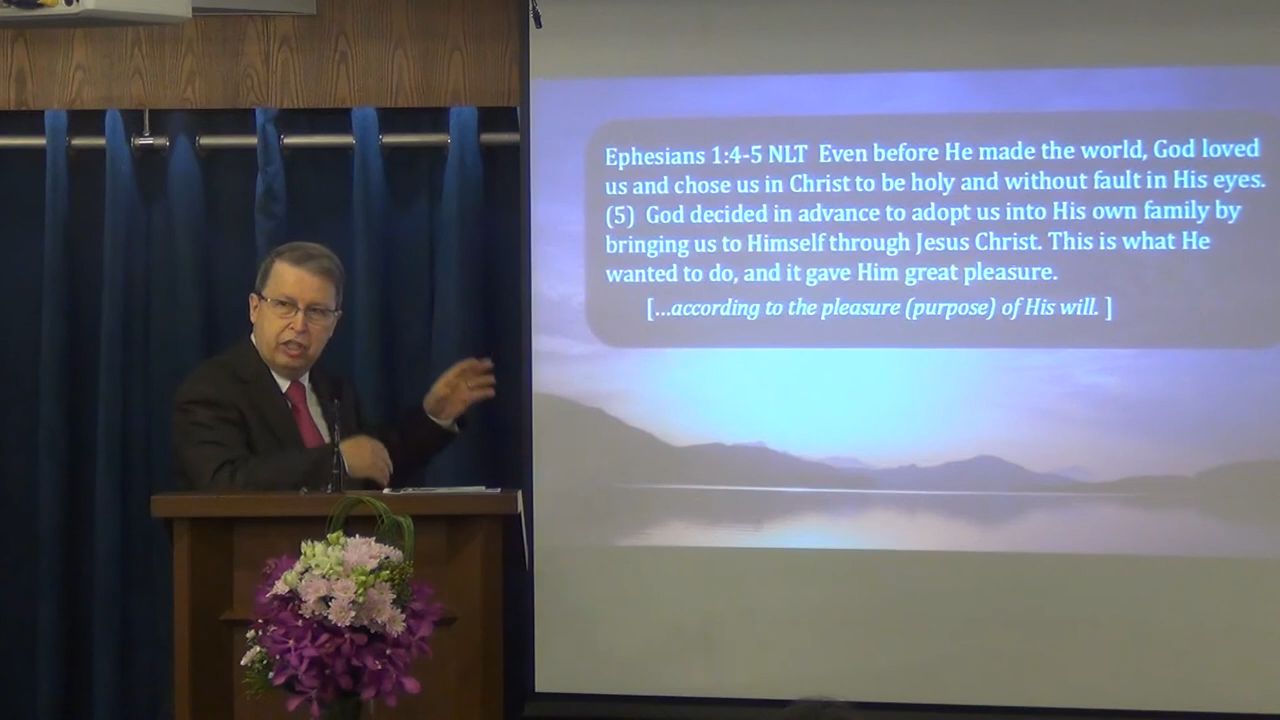 Ephesians 1:4-5 NLT  Even before He made the world, God loved
us and chose us in Christ to be holy and without fault in His eyes.
(5)  God decided in advance to adopt us into His own family by
bringing us to Himself through Jesus Christ. This is what He
wanted to do, and it gave Him great pleasure.
[...according to the pleasure (purpose) of His will. ]